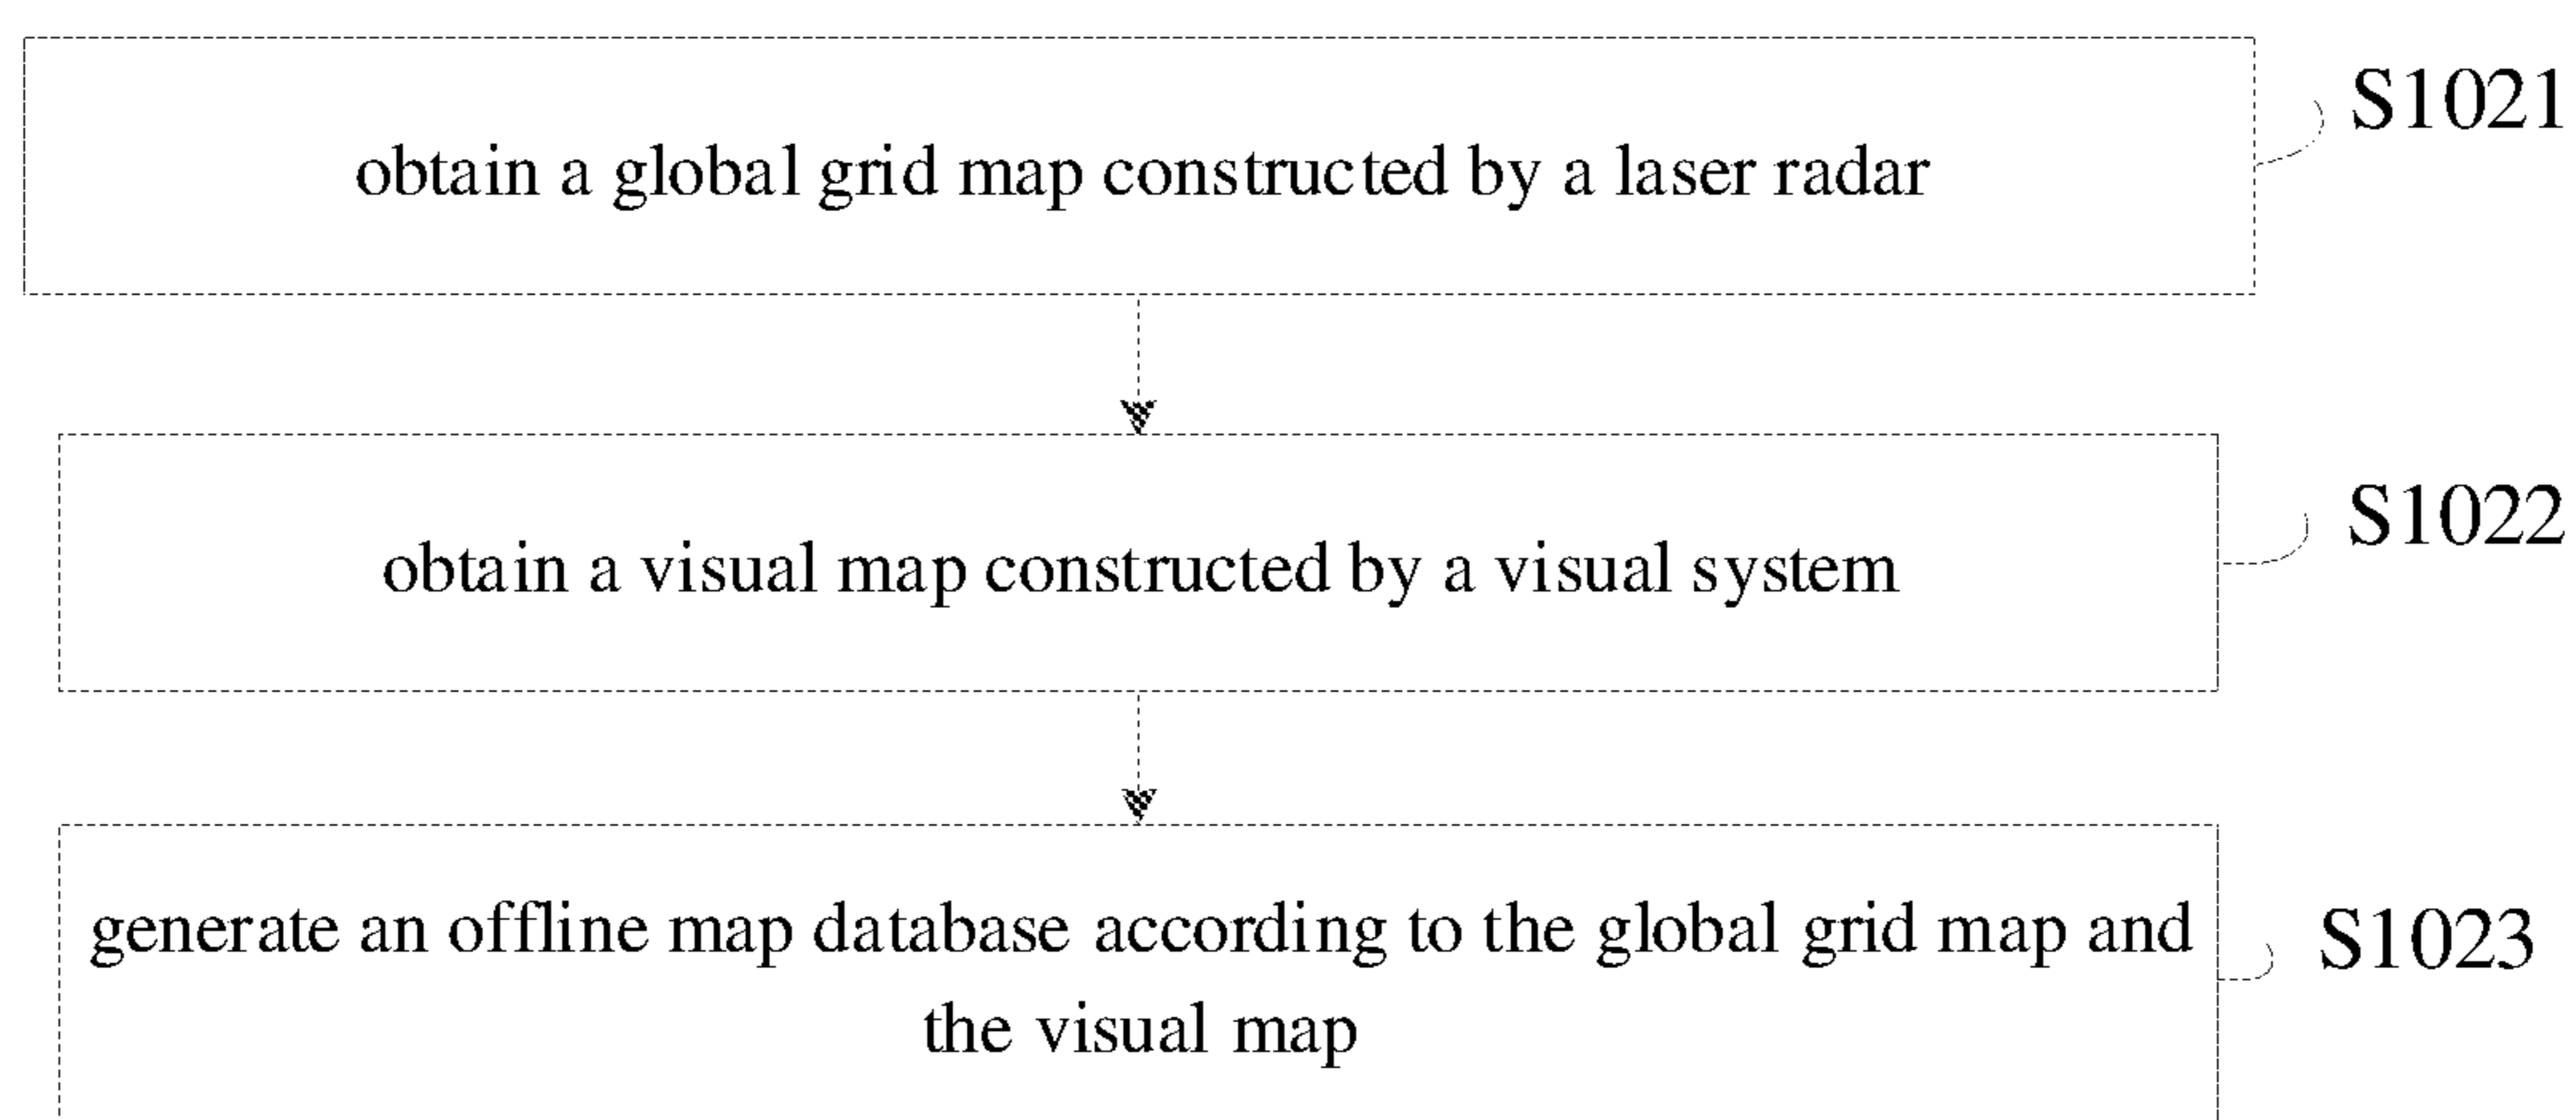 S1021
obtain a global grid map constructed by a laser radar
S1022
obtain a visual map constructed by a visual system
generate an offline map database according to the global grid map and
S1023
the visual map